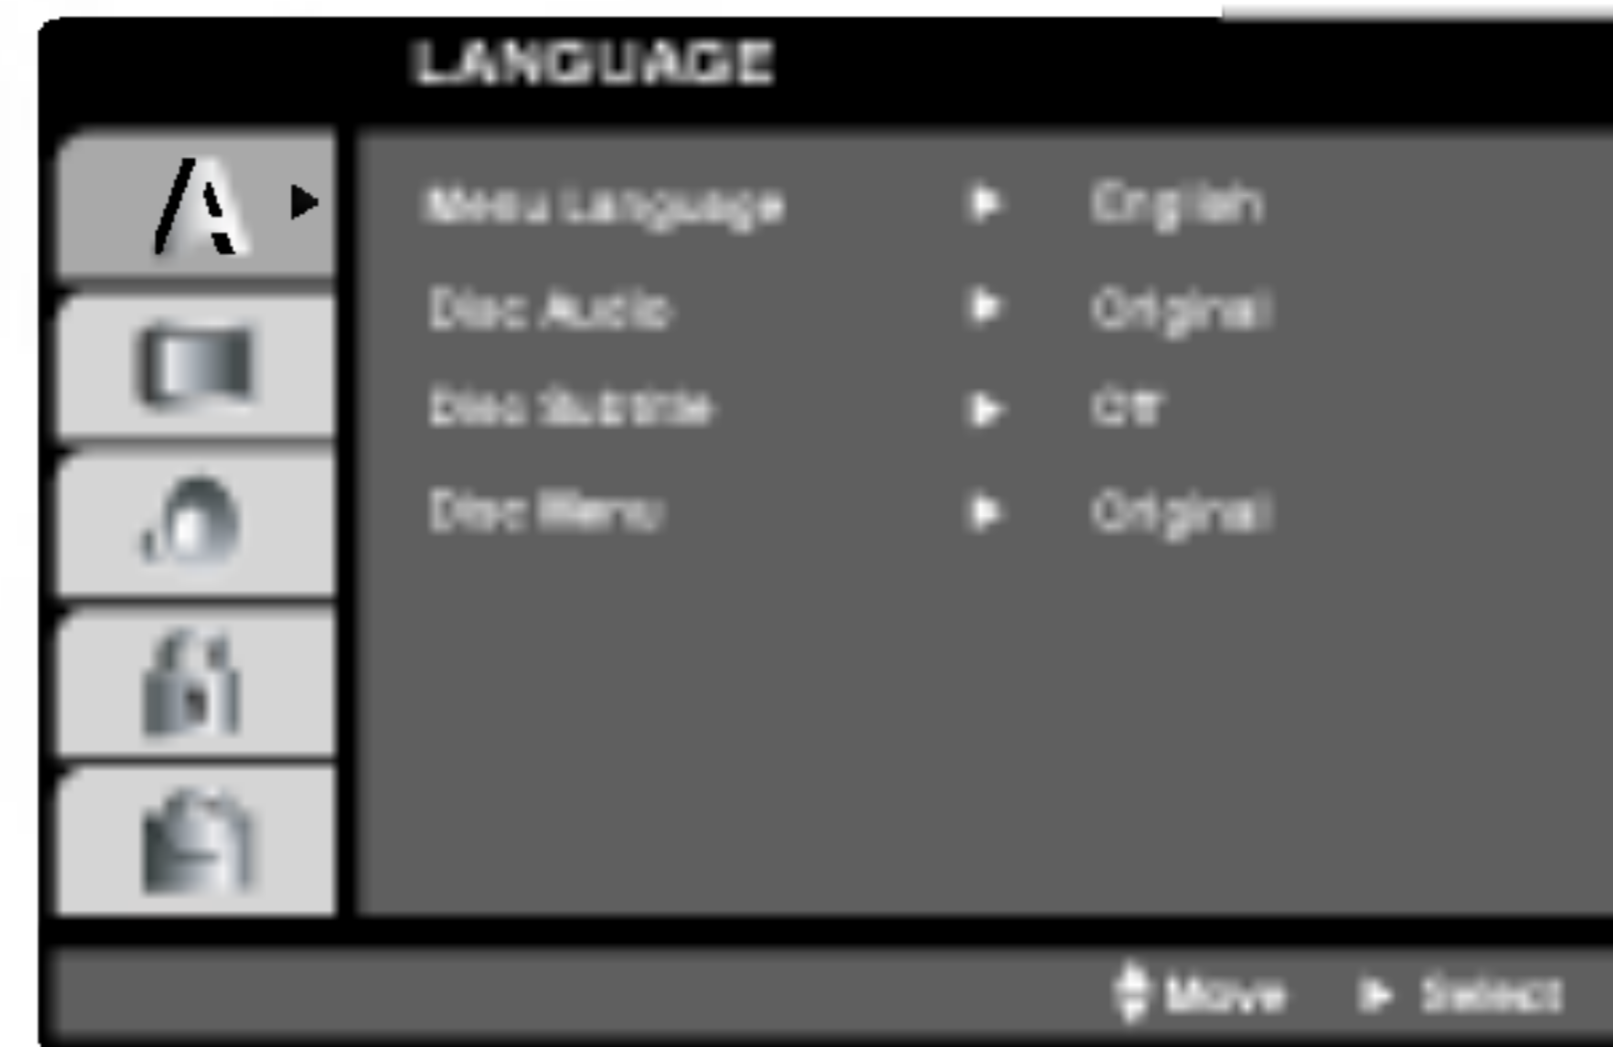 LANGUAGE
Menu Language ► English
Disc Audio ► Original
Disc Subtitle ► Off
Disc Menu ► Original
Move ► Select